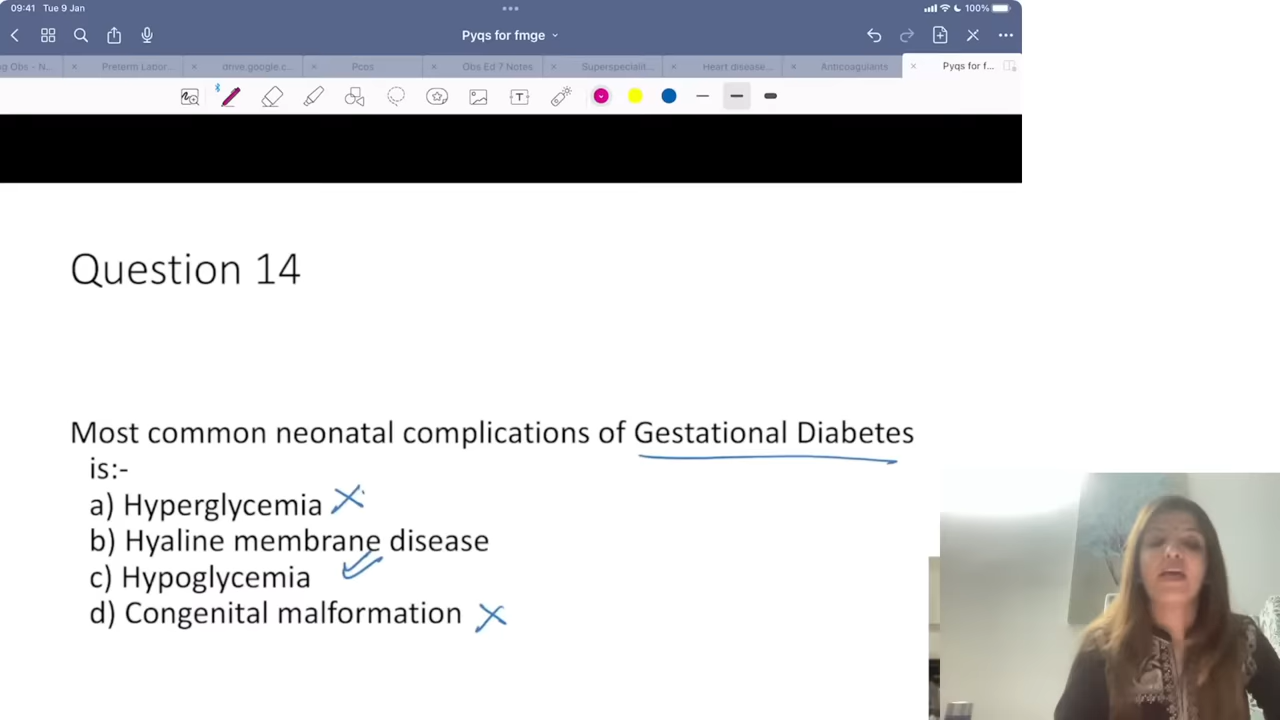 09:41 Tue 9 Jan
100%
Pyqs for fmge
g Obs - N...
Preterm Labor...
drive.google.c...
Pcos
Obs Ed 7 Notes
Superspecialit...
Heart disease...
Anticoagulants
Pyqs for f...
Question 14
Most common neonatal complications of Gestational Diabetes
is:-
a) Hyperglycemia
b) Hyaline membrane disease
c) Hypoglycemia
d) Congenital malformation